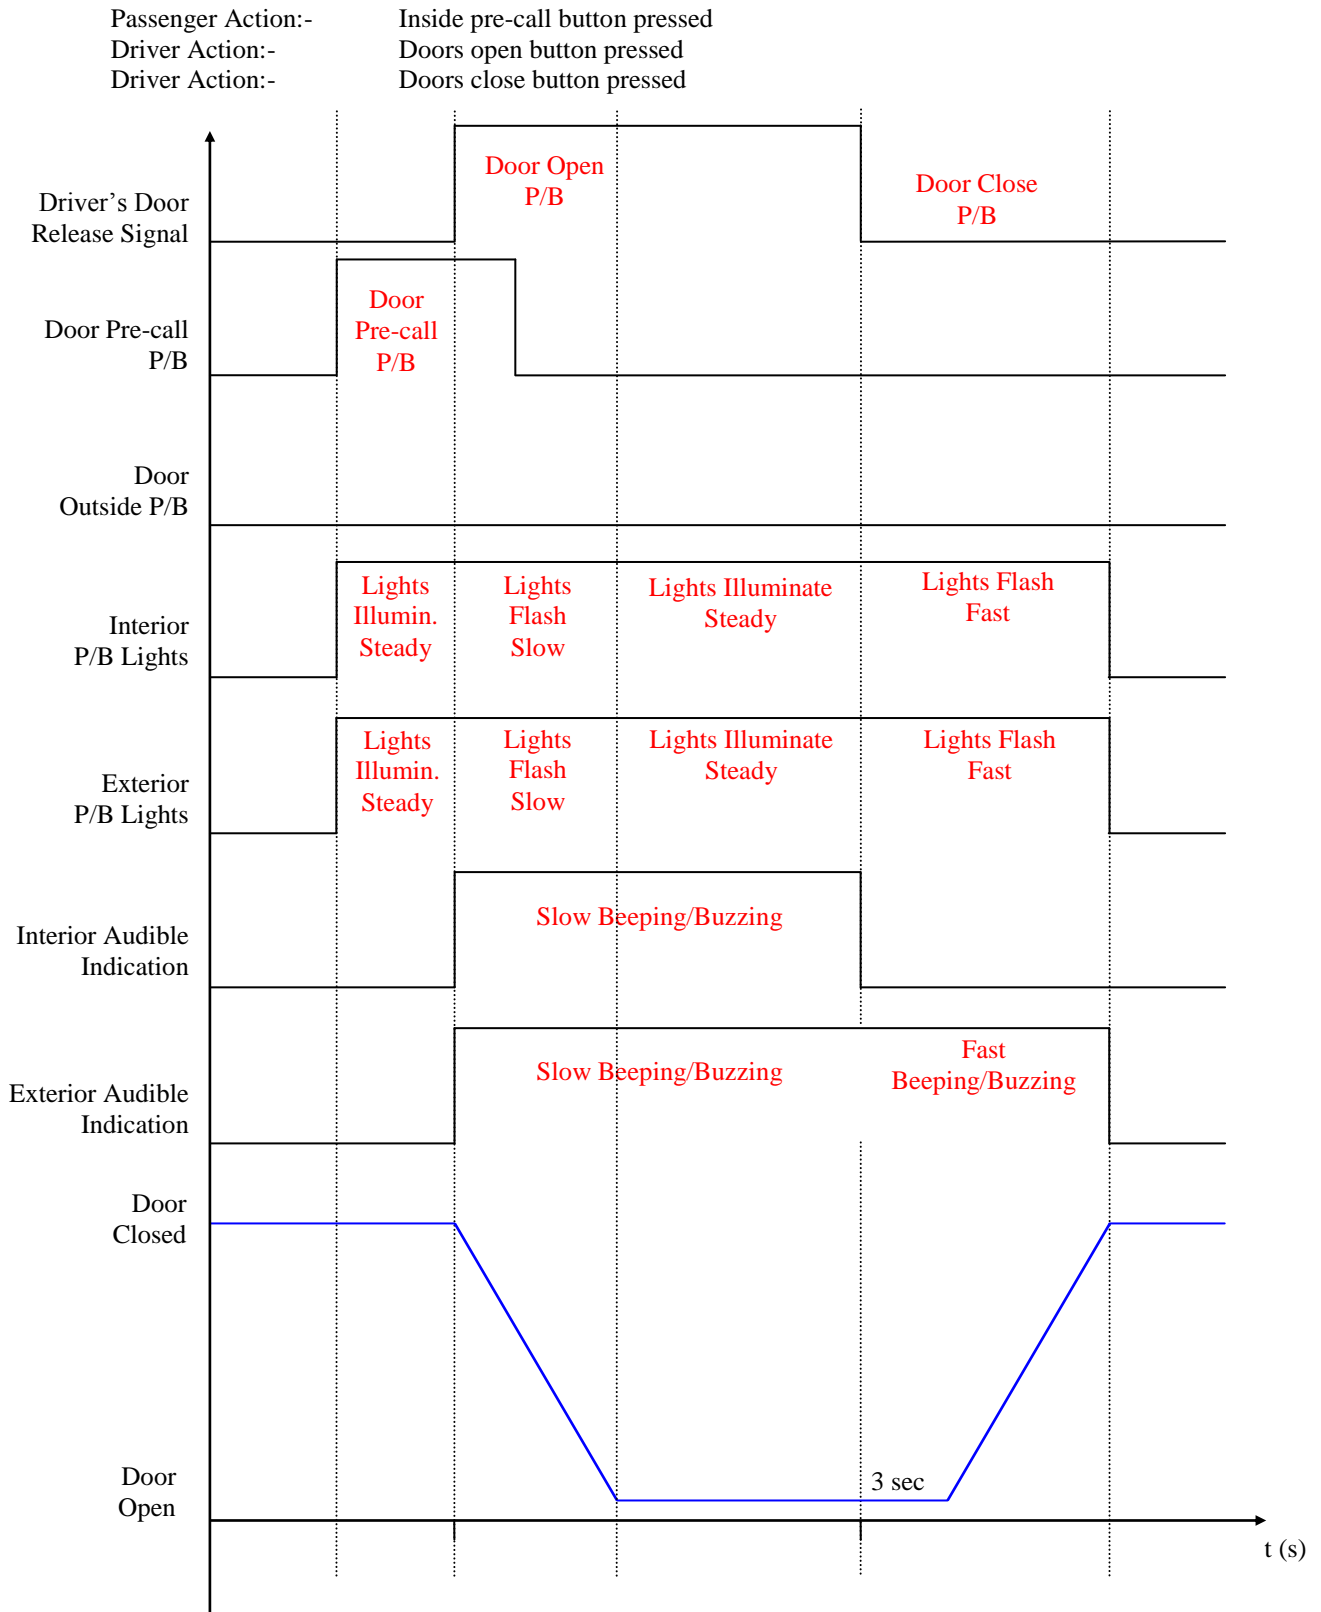 Passenger Action:- Inside pre-call button pressed
Driver Action:- Doors open button pressed
Driver Action:- Doors close button pressed
Door Open
P/B
Door Close
P/B
Driver’s Door
Release Signal
Door
Pre-call
P/B
Door Pre-call
P/B
Door
Outside P/B
Lights
Illumin.
Steady
Lights
Flash
Slow
Lights Illuminate
Steady
Lights Flash
Fast
Interior
P/B Lights
Lights
Illumin.
Steady
Lights
Flash
Slow
Lights Illuminate
Steady
Lights Flash
Fast
Exterior
P/B Lights
Slow Beeping/Buzzing
Interior Audible
Indication
Slow Beeping/Buzzing
Fast
Beeping/Buzzing
Exterior Audible
Indication
Door
Closed
Door
Open
3 sec
t (s)